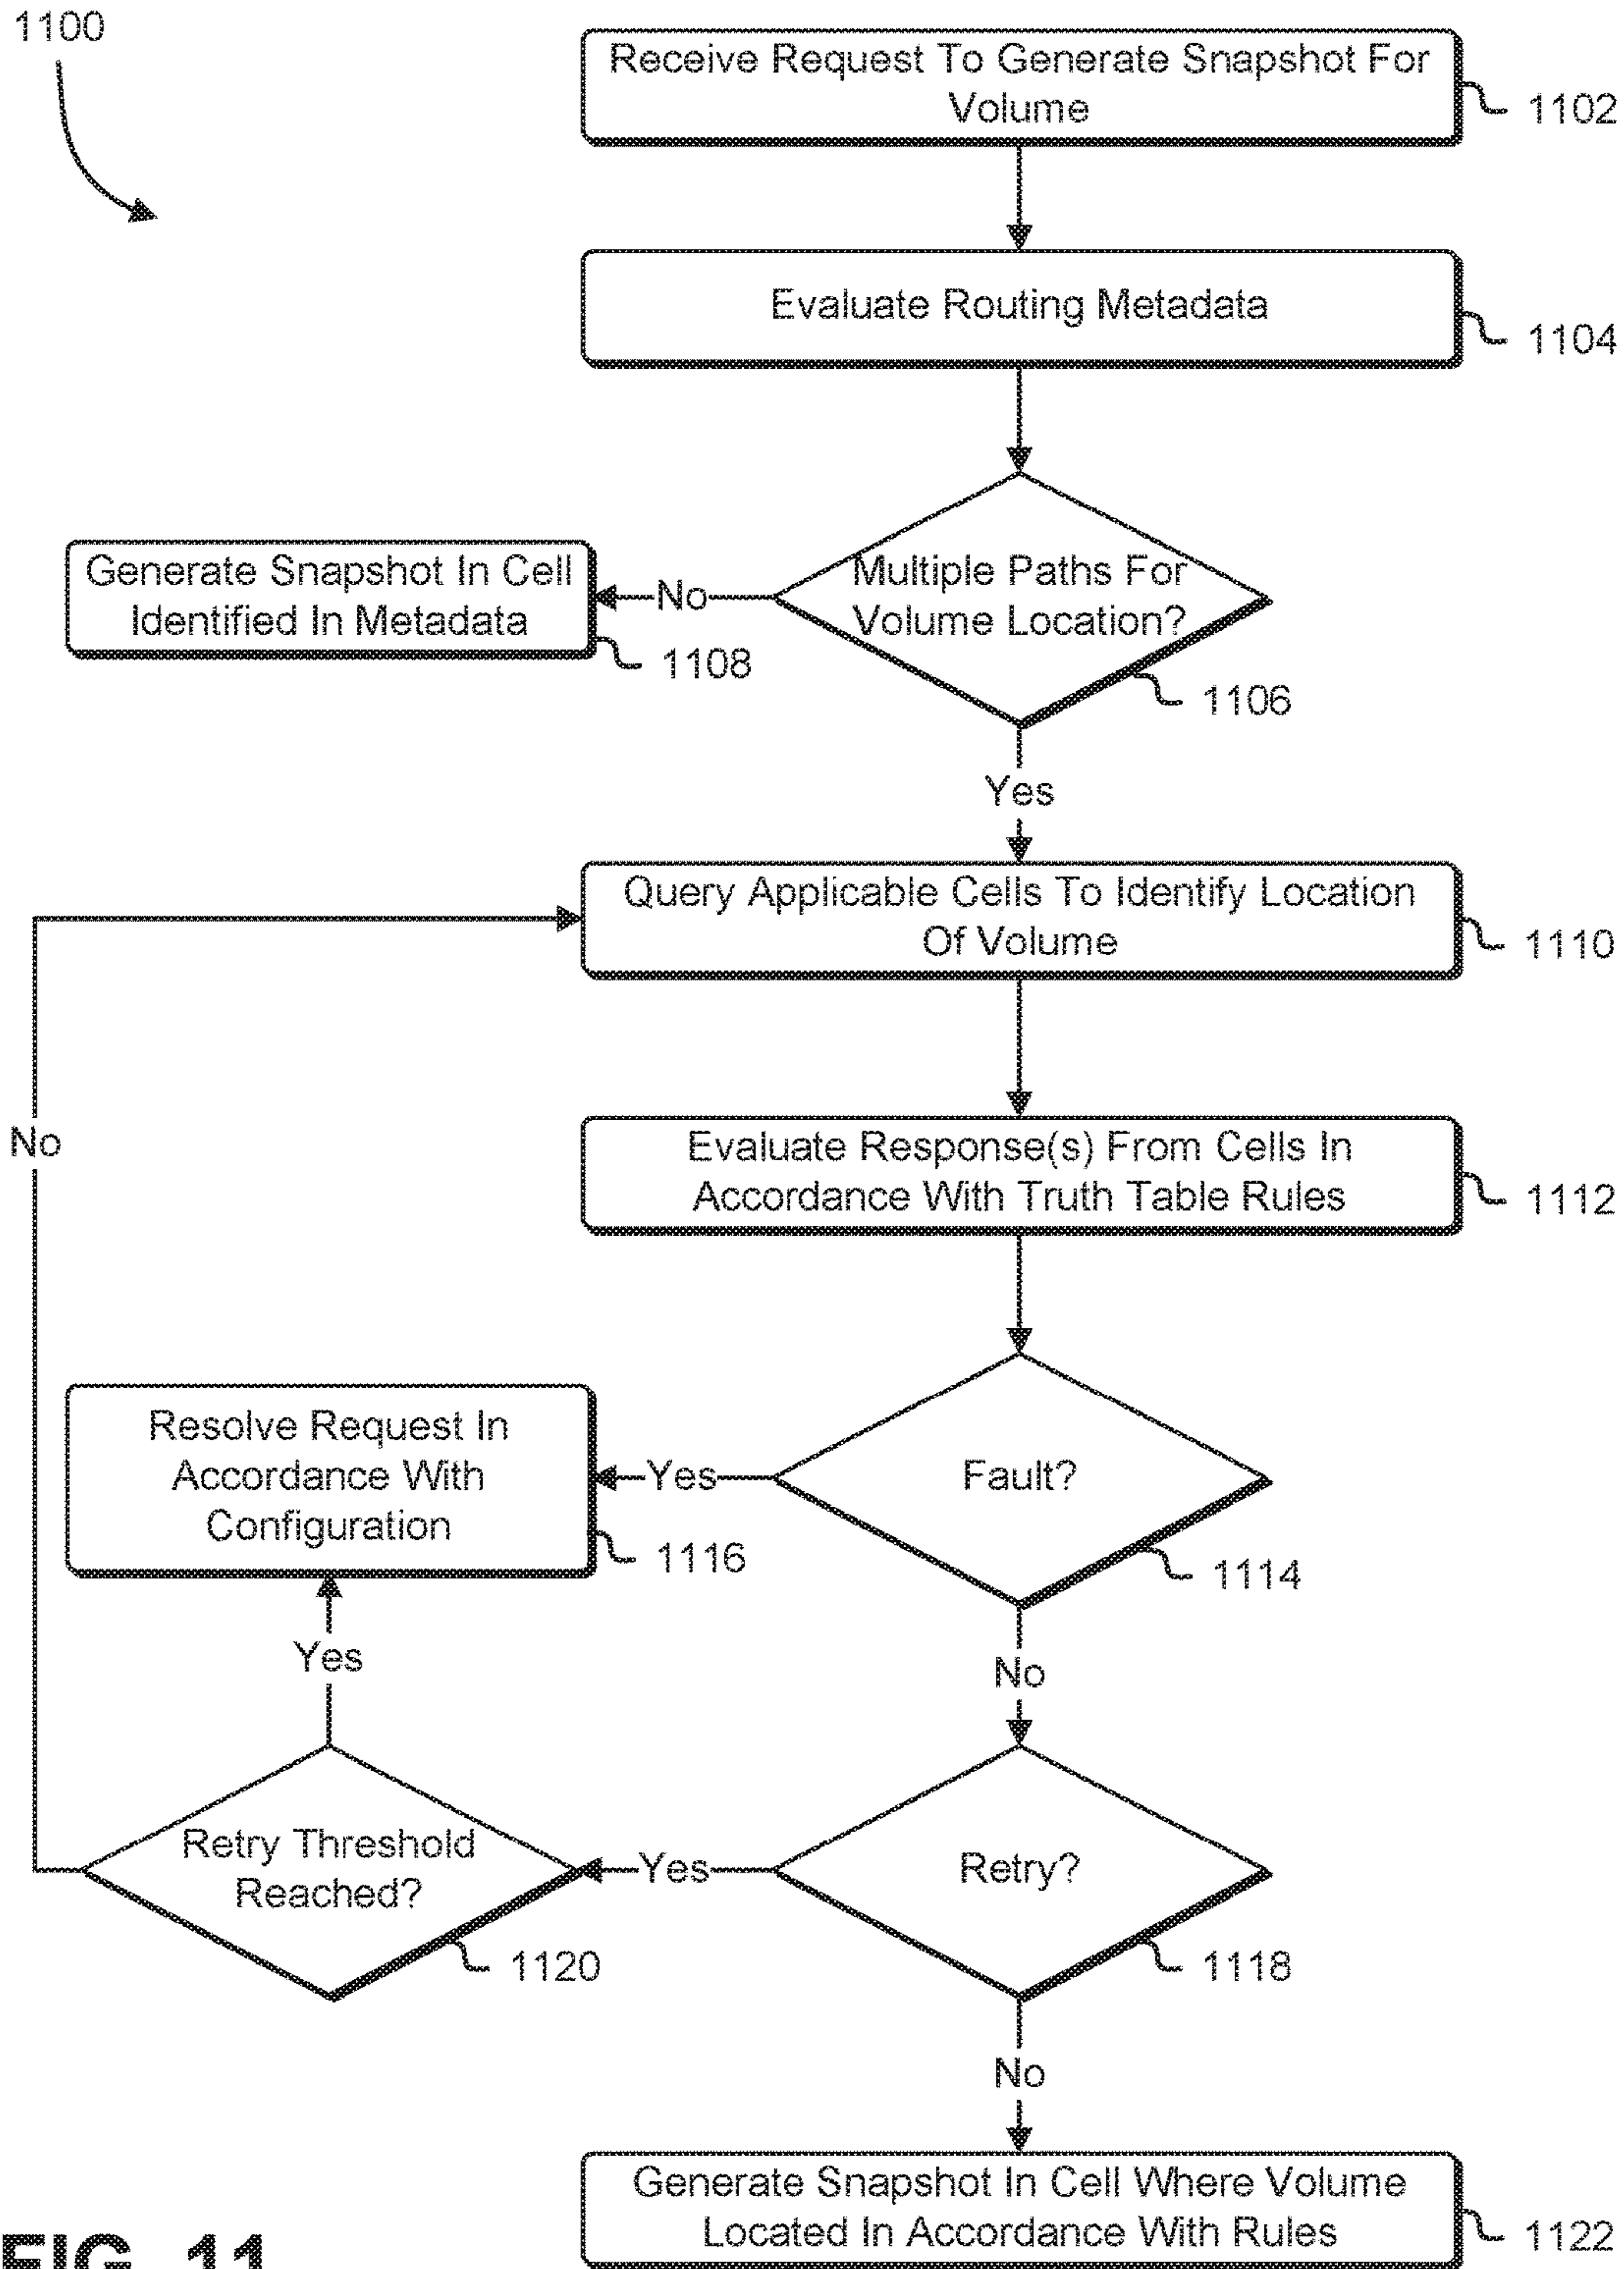 1100
Receive Request To Generate Snapshot For
Volume
1102
Evaluate Routing Metadata
1104
Multiple Paths For
Volume Location?
1106
No
Generate Snapshot In Cell
Identified In Metadata
1108
Yes
Query Applicable Cells To Identify Location
Of Volume
1110
No
Evaluate Response(s) From Cells In
Accordance With Truth Table Rules
1112
Fault?
1114
Yes
Resolve Request In
Accordance With
Configuration
1116
No
Yes
Retry?
1118
Yes
Retry Threshold
Reached?
1120
No
Generate Snapshot In Cell Where Volume
Located In Accordance With Rules
1122
FIG. 11